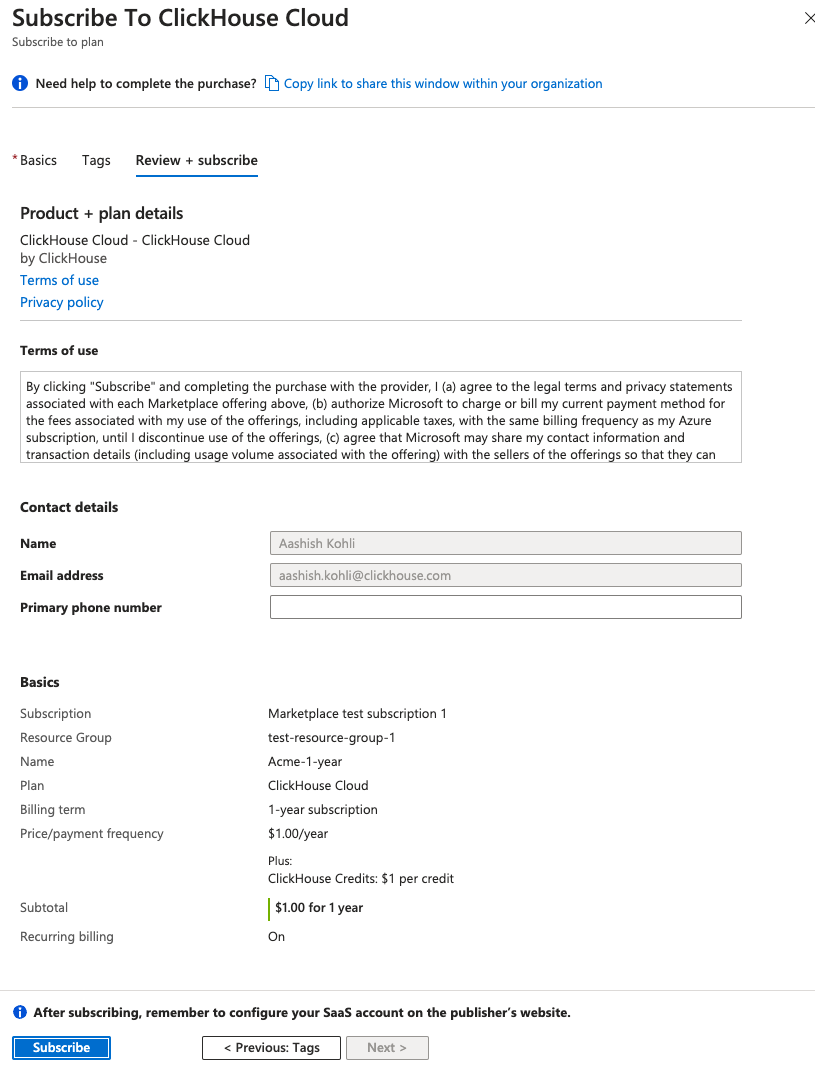 Subscribe To ClickHouse Cloud
Subscribe to plan
Need help to complete the purchase? Copy link to share this window within your organization
* Basics Tags Review + subscribe
Product + plan details
ClickHouse Cloud - ClickHouse Cloud
by ClickHouse
Terms of use
Privacy policy
Terms of use
By clicking "Subscribe" and completing the purchase with the provider, I (a) agree to the legal terms and privacy statements
associated with each Marketplace offering above, (b) authorize Microsoft to charge or bill my current payment method for
the fees associated with my use of the offerings, including applicable taxes, with the same billing frequency as my Azure
subscription, until I discontinue use of the offerings, (c) agree that Microsoft may share my contact information and
transaction details (including usage volume associated with the offering) with the sellers of the offerings so that they can
Contact details
Name Aashish Kohli
Email address aashish.kohli@clickhouse.com
Primary phone number
Basics
Subscription Marketplace test subscription 1
Resource Group test-resource-group-1
Name Acme-1-year
Plan ClickHouse Cloud
Billing term 1-year subscription
Price/payment frequency $1.00/year
Plus:
ClickHouse Credits: $1 per credit
Subtotal $1.00 for 1 year
Recurring billing On
After subscribing, remember to configure your SaaS account on the publisher's website.
Subscribe < Previous: Tags Next >